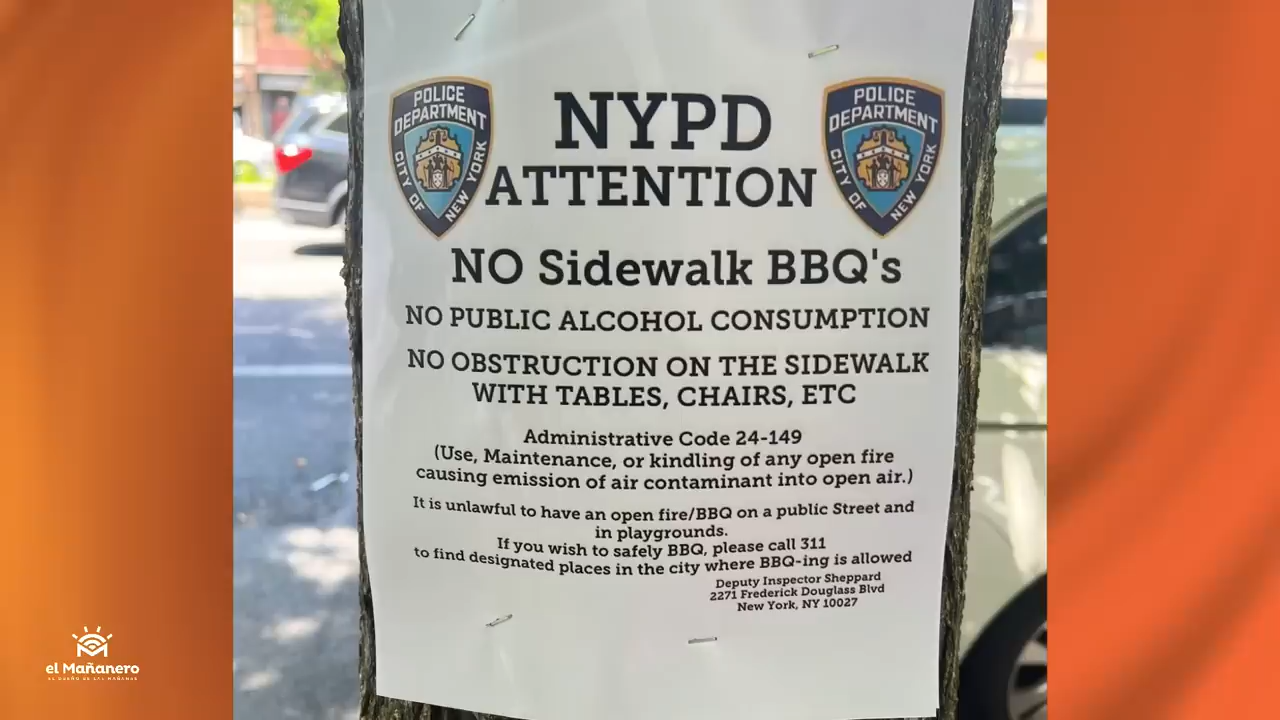 POLICE
DEPARTMENT
CITY OF
NEW YORK
NYPD
ATTENTION
POLICE
DEPARTMENT
CITY OF
NEW YORK
NO Sidewalk BBQ's
NO PUBLIC ALCOHOL CONSUMPTION
NO OBSTRUCTION ON THE SIDEWALK
WITH TABLES, CHAIRS, ETC
Administrative Code 24-149
(Use, Maintenance, or kindling of any open fire
causing emission of air contaminant into open air.)
It is unlawful to have an open fire/BBQ on a public Street and
in playgrounds.
If you wish to safely BBQ, please call 311
to find designated places in the city where BBQ-ing is allowed
Deputy Inspector Sheppard
2271 Frederick Douglass Blvd
New York, NY 10027
el Mañanero
EL DUEÑO DE LAS MAÑANAS